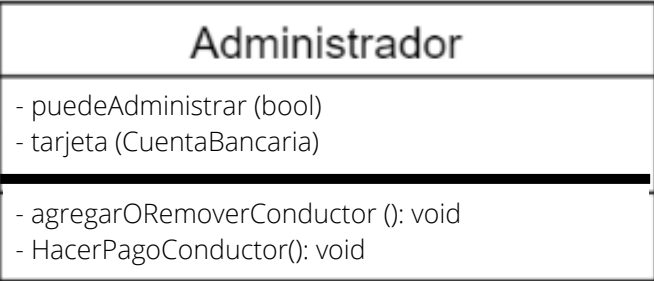 Administrador
- puedeAdministrar (bool)
- tarjeta (CuentaBancaria)
- agregarORemoverConductor (): void
- HacerPagoConductor(): void